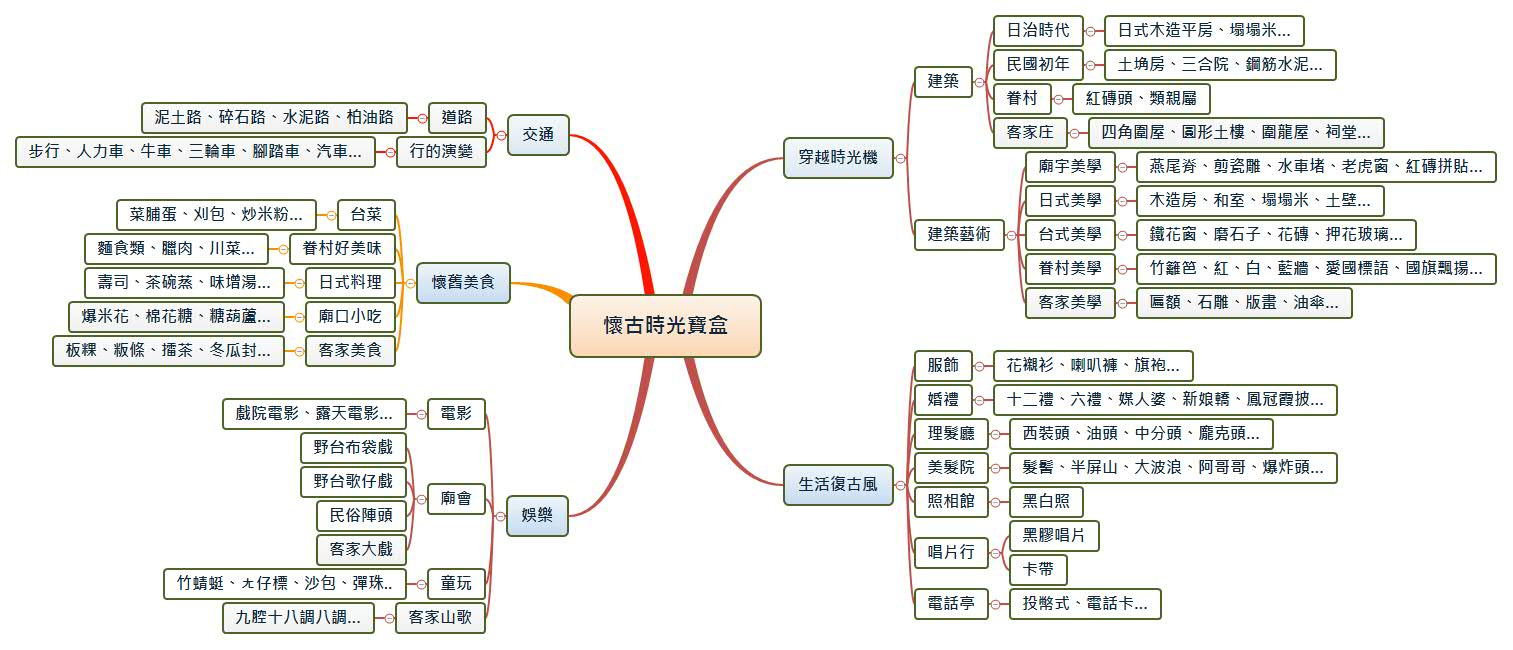 懷古時光寶盒
穿越時光機
建築
日治時代
日式木造平房、塌塌米...
民國初年
土埆房、三合院、鋼筋水泥...
眷村
紅磚頭、類親屬
客家庄
四角圍屋、圓形土樓、圍龍屋、祠堂...
建築藝術
廟宇美學
燕尾脊、剪瓷雕、水車堵、老虎窗、紅磚拼貼...
日式美學
木造房、和室、塌塌米、土壁...
台式美學
鐵花窗、磨石子、花磚、押花玻璃...
眷村美學
竹籬笆、紅、白、藍牆、愛國標語、國旗飄揚...
客家美學
匾額、石雕、版畫、油傘...
生活復古風
服飾
花襯衫、喇叭褲、旗袍...
婚禮
十二禮、六禮、媒人婆、新娘轎、鳳冠霞披...
理髮廳
西裝頭、油頭、中分頭、龐克頭...
美髮院
髮髻、半屏山、大波浪、阿哥哥、爆炸頭...
照相館
黑白照
唱片行
黑膠唱片
卡帶
電話亭
投幣式、電話卡...
交通
道路
泥土路、碎石路、水泥路、柏油路
行的演變
步行、人力車、牛車、三輪車、腳踏車、汽車...
懷舊美食
台菜
菜脯蛋、刈包、炒米粉...
眷村好美味
麵食類、臘肉、川菜...
日式料理
壽司、茶碗蒸、味增湯...
廟口小吃
爆米花、棉花糖、糖葫蘆...
客家美食
板粿、粄條、擂茶、冬瓜封...
娛樂
電影
戲院電影、露天電影...
廟會
野台布袋戲
野台歌仔戲
民俗陣頭
客家大戲
童玩
竹蜻蜓、ㄤ仔標、沙包、彈珠..
客家山歌
九腔十八調八調...